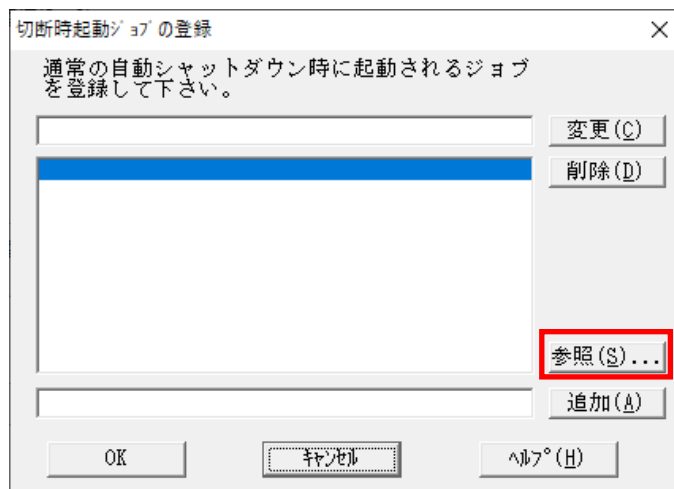 切断時起動ｼﾞｮﾌﾞの登録
通常の自動シャットダウン時に起動されるジョブ
を登録して下さい。
変更(C)
削除(D)
参照(S)...
追加(A)
OK
ｷｬﾝｾﾙ
ﾍﾙﾌﾟ(H)